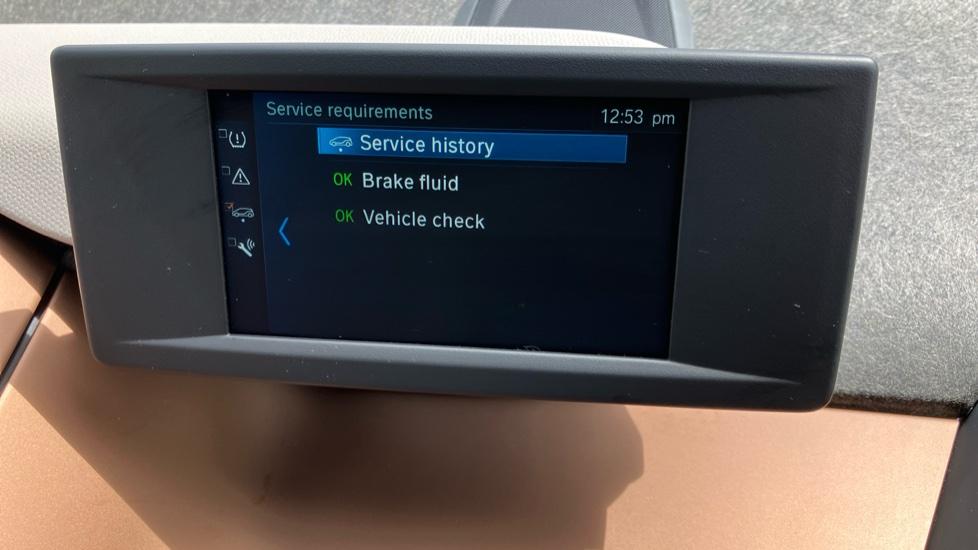 Service requirements 12:53 pm
Service history
OK Brake fluid
OK Vehicle check